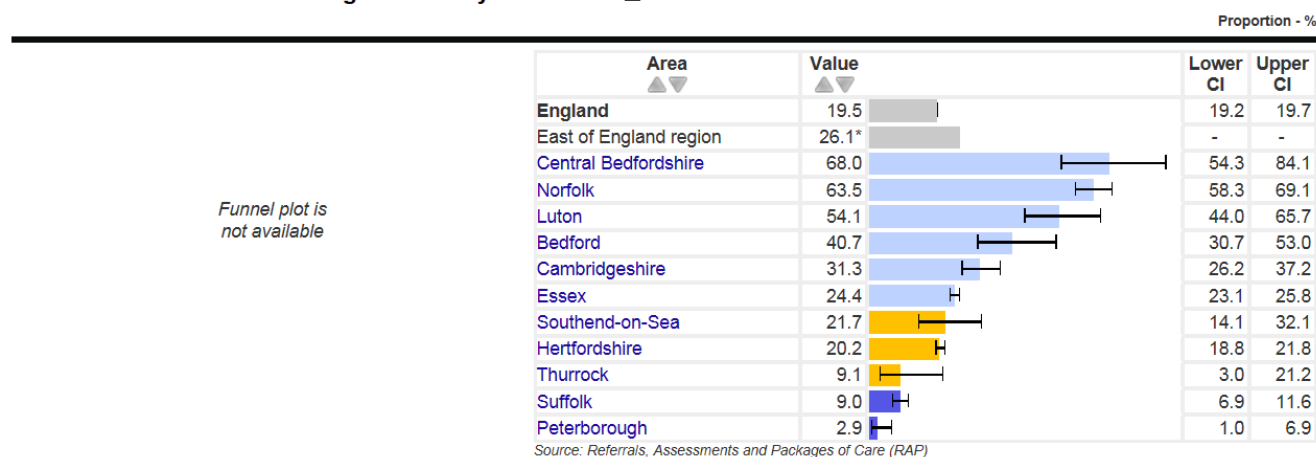 Proportion - %
Area Value Lower CI Upper CI
England 19.5 19.2 19.7
East of England region 26.1* - -
Central Bedfordshire 68.0 54.3 84.1
Norfolk 63.5 58.3 69.1
Luton 54.1 44.0 65.7
Bedford 40.7 30.7 53.0
Cambridgeshire 31.3 26.2 37.2
Essex 24.4 23.1 25.8
Southend-on-Sea 21.7 14.1 32.1
Hertfordshire 20.2 18.8 21.8
Thurrock 9.1 3.0 21.2
Suffolk 9.0 6.9 11.6
Peterborough 2.9 1.0 6.9
Funnel plot is
not available
Source: Referrals, Assessments and Packages of Care (RAP)